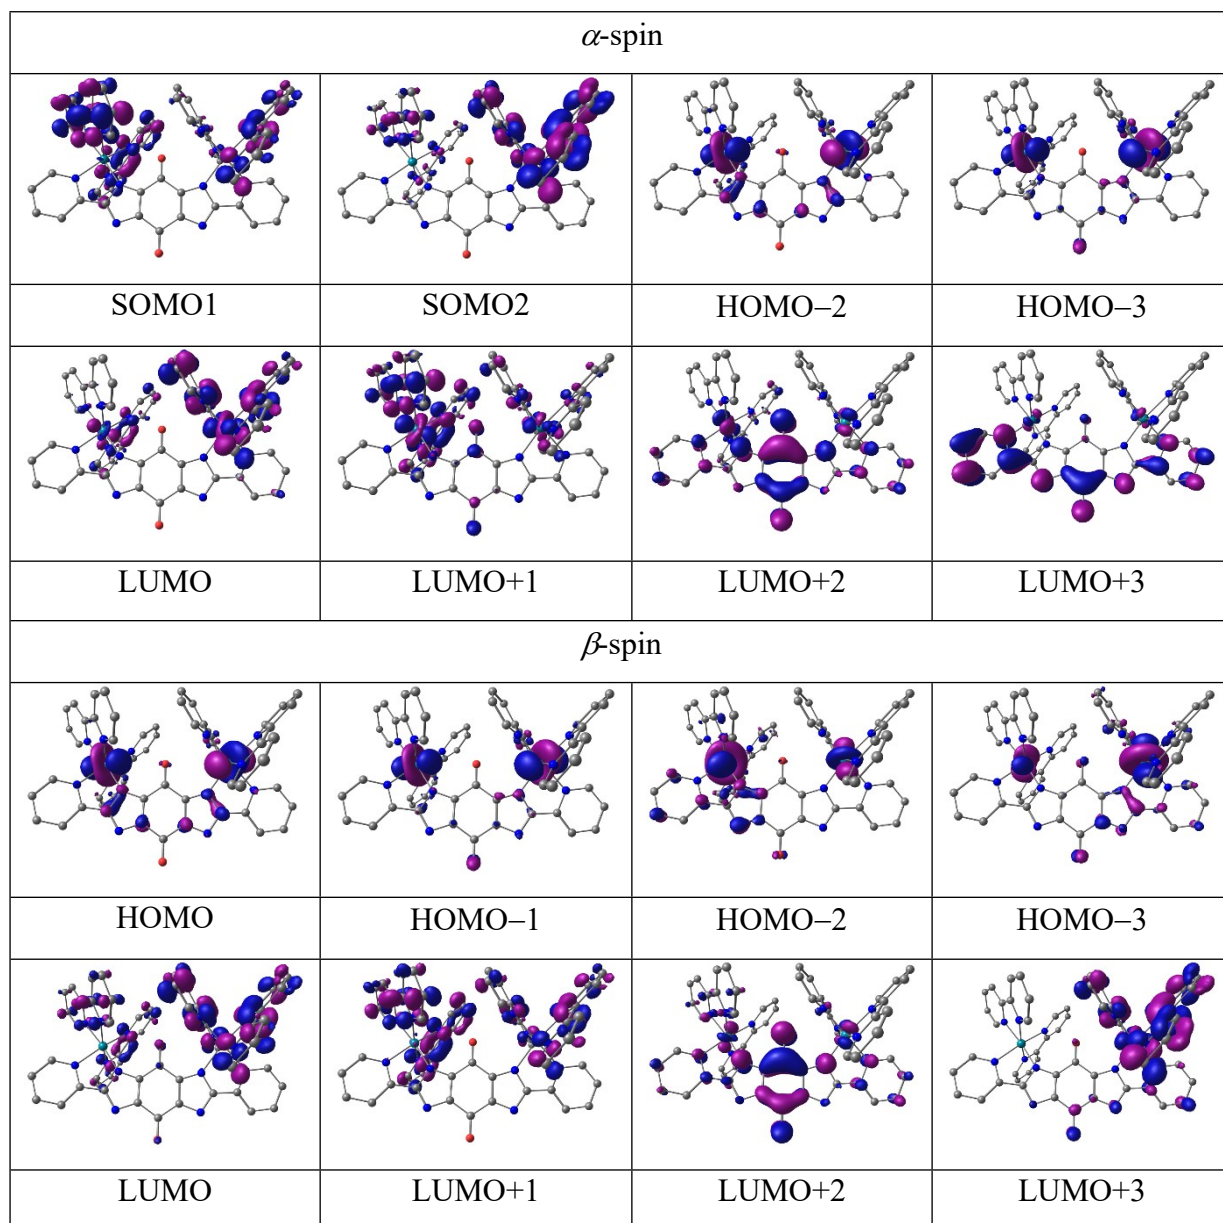 α-spin
SOMO1 SOMO2 HOMO−2 HOMO−3
LUMO LUMO+1 LUMO+2 LUMO+3
β-spin
HOMO HOMO−1 HOMO−2 HOMO−3
LUMO LUMO+1 LUMO+2 LUMO+3